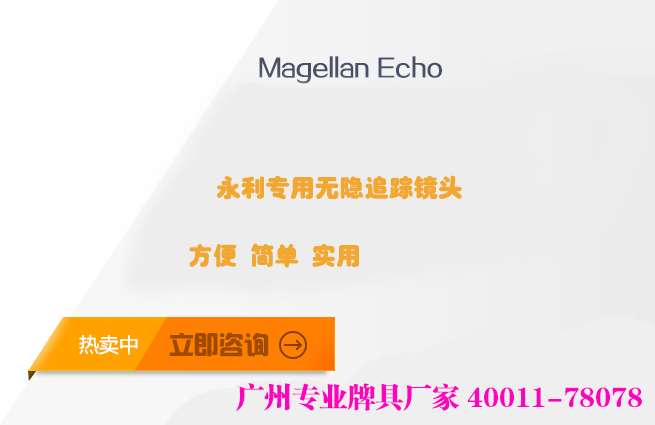 Magellan Echo
永利专用无隐追踪镜头
方便 简单 实用
热卖中 立即咨询
广州专业牌具厂家 40011-78078